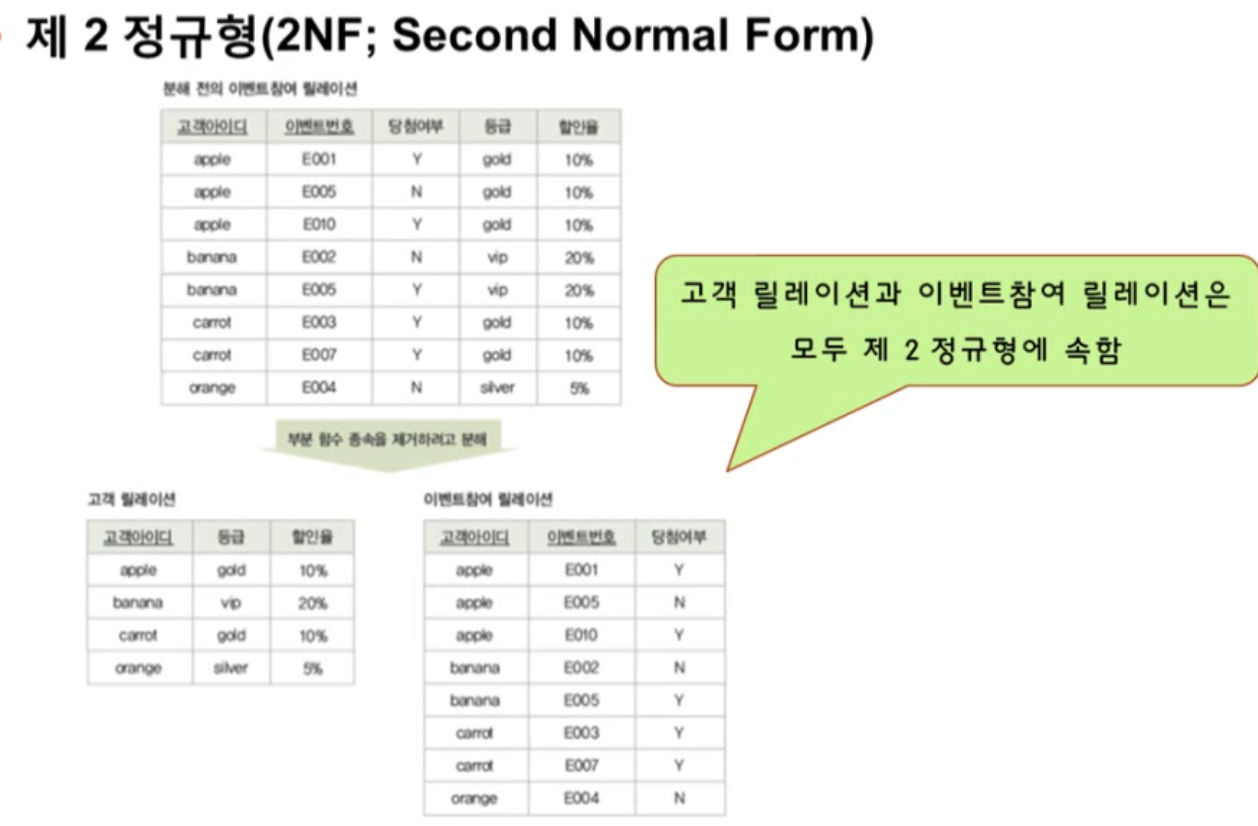 제 2 정규형(2NF; Second Normal Form)
분해 전의 이벤트참여 릴레이션
고객아이디 이벤트번호 당첨여부 등급 할인율
apple E001 Y gold 10%
apple E005 N gold 10%
apple E010 Y gold 10%
banana E002 N vip 20%
banana E005 Y vip 20%
carrot E003 Y gold 10%
carrot E007 Y gold 10%
orange E004 N silver 5%
고객 릴레이션과 이벤트참여 릴레이션은
모두 제 2 정규형에 속함
부분 함수 종속을 제거하려고 분해
고객 릴레이션
고객아이디 등급 할인율
apple gold 10%
banana vip 20%
carrot gold 10%
orange silver 5%
이벤트참여 릴레이션
고객아이디 이벤트번호 당첨여부
apple E001 Y
apple E005 N
apple E010 Y
banana E002 N
banana E005 Y
carrot E003 Y
carrot E007 Y
orange E004 N